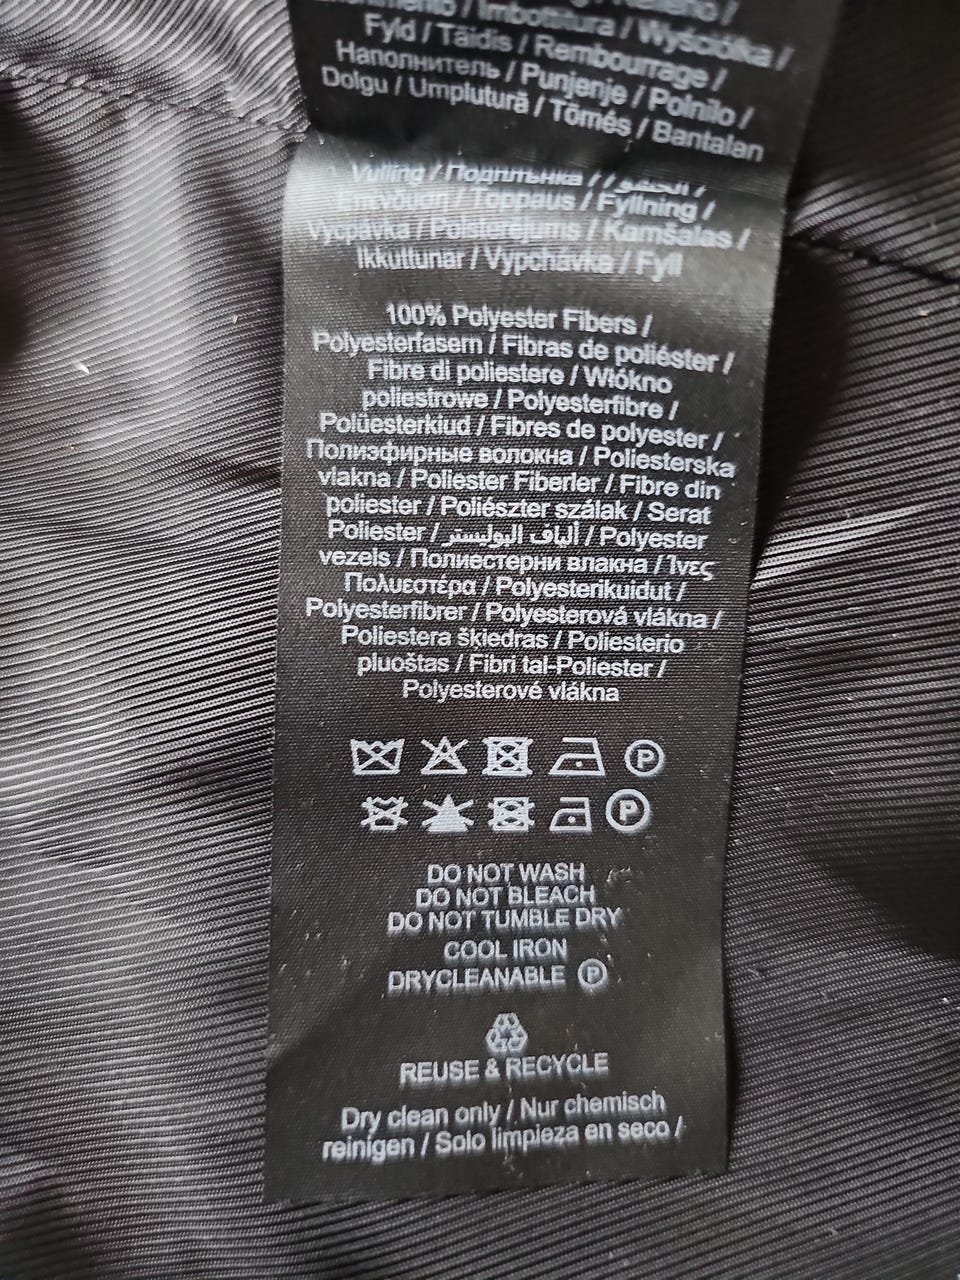 Imbottitura / Wyściółka /
Fyld / Täidis / Rembourrage /
Наполнитель / Punjenje / Polnilo /
Dolgu / Umplutură / Tömés / Bantalan
Vulling / Подплънка /
Toppaus / Fyllning /
Výcpávka / Polsterējums / Kamšalas /
Ikkuttunar / Vypchávka / Fyll
100% Polyester Fibers /
Polyesterfasern / Fibras de poliéster /
Fibre di poliestere / Włókno
poliestrowe / Polyesterfibre /
Polüesterkiud / Fibres de polyester /
Полиэфирные волокна / Poliesterska
vlakna / Poliester Fiberler / Fibre din
poliester / Poliészter szálak / Serat
Poliester / ألياف البوليستر / Polyester
vezels / Полиестерни влакна / Ίνες
Πολυεστέρα / Polyesterikuidut /
Polyesterfibrer / Polyesterová vlákna /
Poliestera šķiedras / Poliesterio
pluoštas / Fibri tal-Poliester /
Polyesterové vlákna
P
P
DO NOT WASH
DO NOT BLEACH
DO NOT TUMBLE DRY
COOL IRON
DRYCLEANABLE P
REUSE & RECYCLE
Dry clean only / Nur chemisch
reinigen / Solo limpieza en seco /